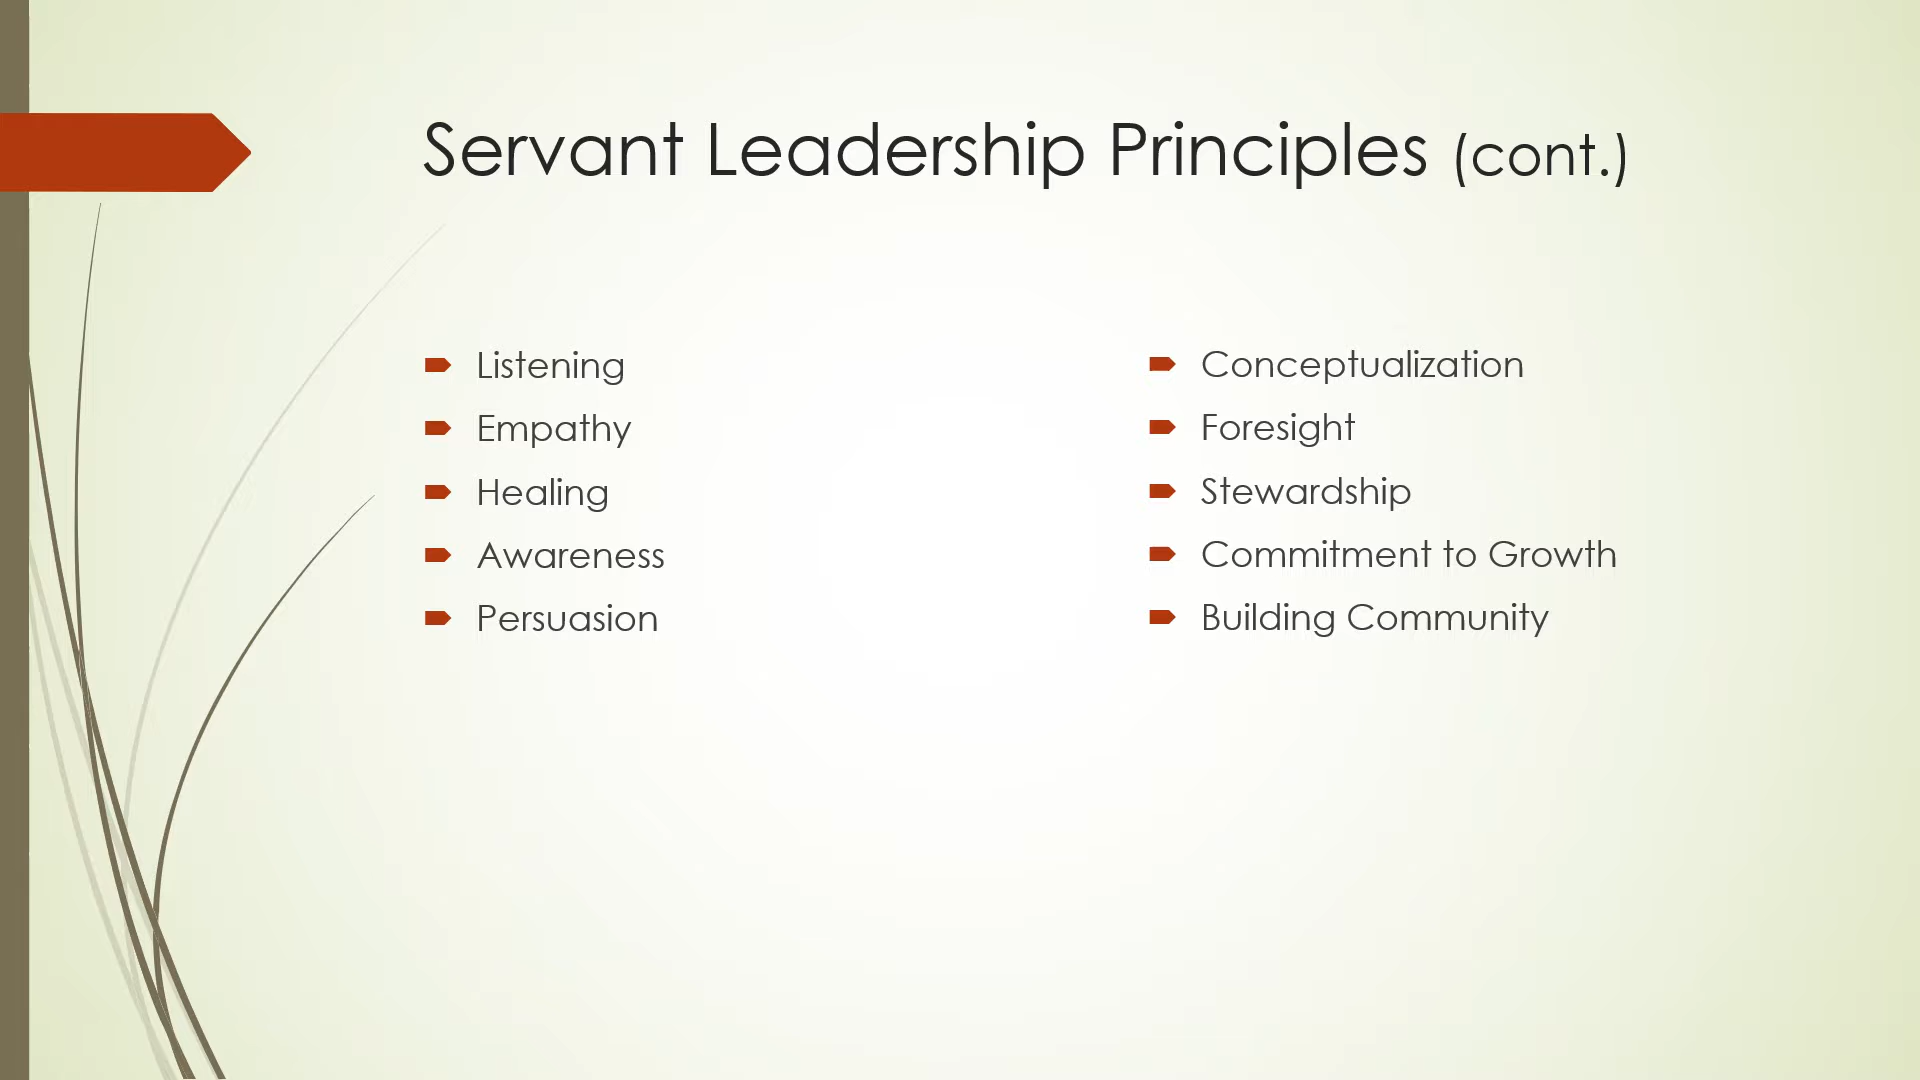 Servant Leadership Principles (cont.)
Listening
Empathy
Healing
Awareness
Persuasion
Conceptualization
Foresight
Stewardship
Commitment to Growth
Building Community